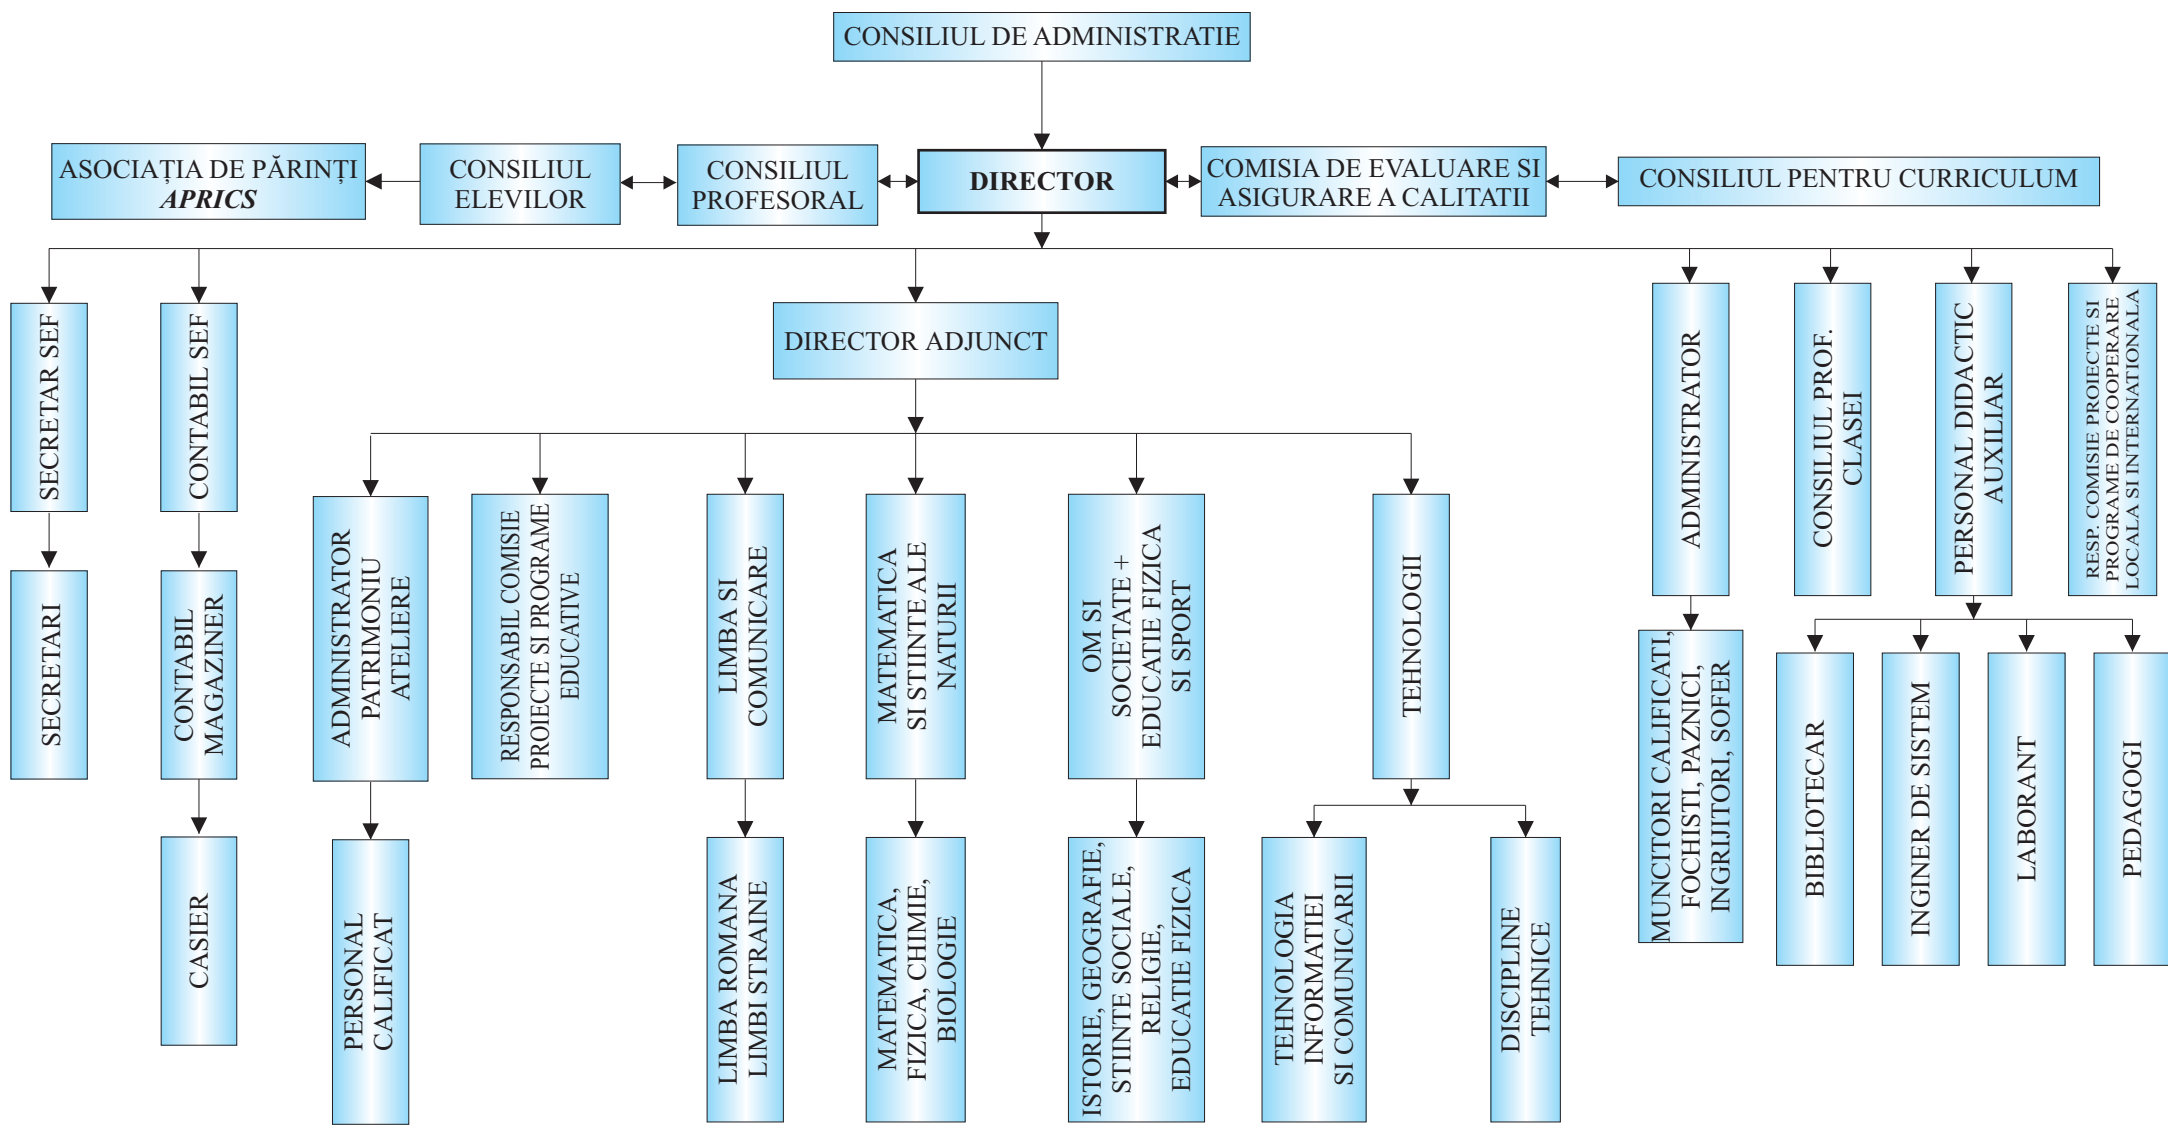 CONSILIUL DE ADMINISTRATIE
ASOCIAȚIA DE PĂRINȚI
APRICS
CONSILIUL
ELEVILOR
CONSILIUL
PROFESORAL
DIRECTOR
COMISIA DE EVALUARE SI
ASIGURARE A CALITATII
CONSILIUL PENTRU CURRICULUM
SECRETAR SEF
CONTABIL SEF
DIRECTOR ADJUNCT
ADMINISTRATOR
CONSILIUL PROF.
CLASEI
PERSONAL DIDACTIC
AUXILIAR
RESP. COMISIE PROIECTE SI
PROGRAME DE COOPERARE
LOCALA SI INTERNATIONALA
SECRETARI
CONTABIL
MAGAZINER
ADMINISTRATOR
PATRIMONIU
ATELIERE
RESPONSABIL COMISIE
PROIECTE SI PROGRAME
EDUCATIVE
LIMBA SI
COMUNICARE
MATEMATICA
SI STIINTE ALE
NATURII
OM SI
SOCIETATE +
EDUCATIE FIZICA
SI SPORT
TEHNOLOGII
MUNCITORI CALIFICATI,
FOCHISTI, PAZNICI,
INGRIJITORI, SOFER
BIBLIOTECAR
INGINER DE SISTEM
LABORANT
PEDAGOGI
CASIER
PERSONAL
CALIFICAT
LIMBA ROMANA
LIMBI STRAINE
MATEMATICA,
FIZICA, CHIMIE,
BIOLOGIE
ISTORIE, GEOGRAFIE,
STIINTE SOCIALE,
RELIGIE,
EDUCATIE FIZICA
TEHNOLOGIA
INFORMATIEI
SI COMUNICARII
DISCIPLINE
TEHNICE